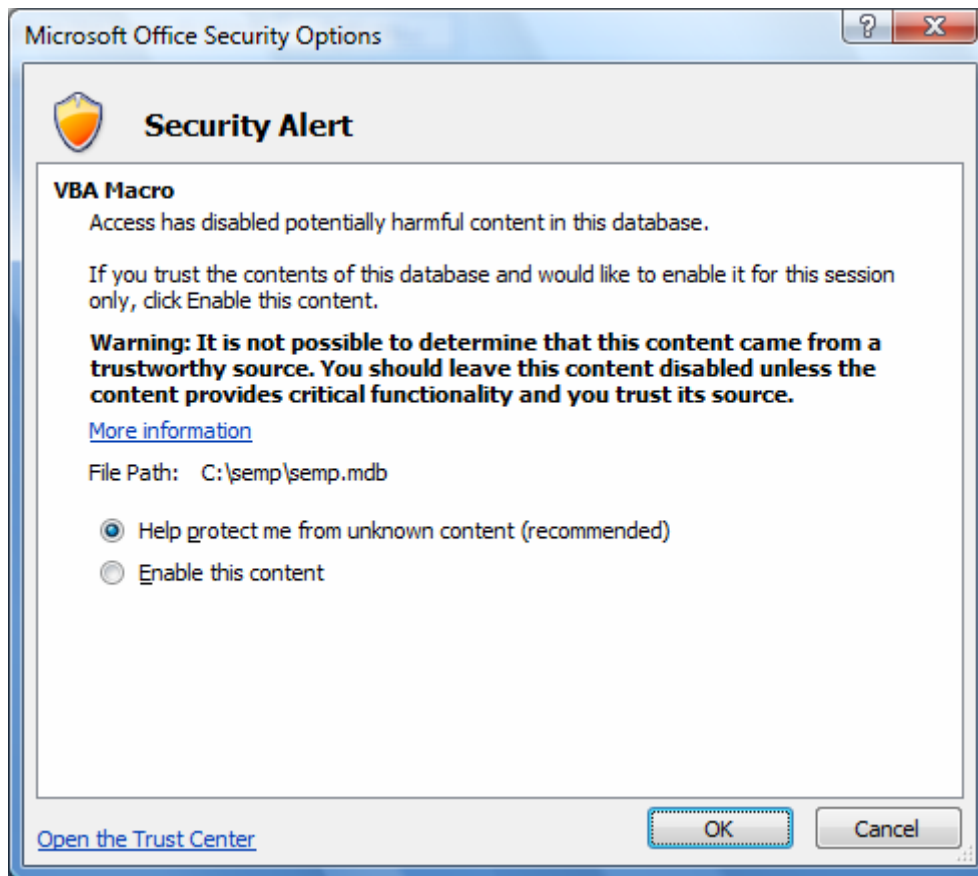 Microsoft Office Security Options
Security Alert
VBA Macro
Access has disabled potentially harmful content in this database.
If you trust the contents of this database and would like to enable it for this session
only, click Enable this content.
Warning: It is not possible to determine that this content came from a
trustworthy source. You should leave this content disabled unless the
content provides critical functionality and you trust its source.
More information
File Path: C:\semp\semp.mdb
Help protect me from unknown content (recommended)
Enable this content
Open the Trust Center
OK
Cancel